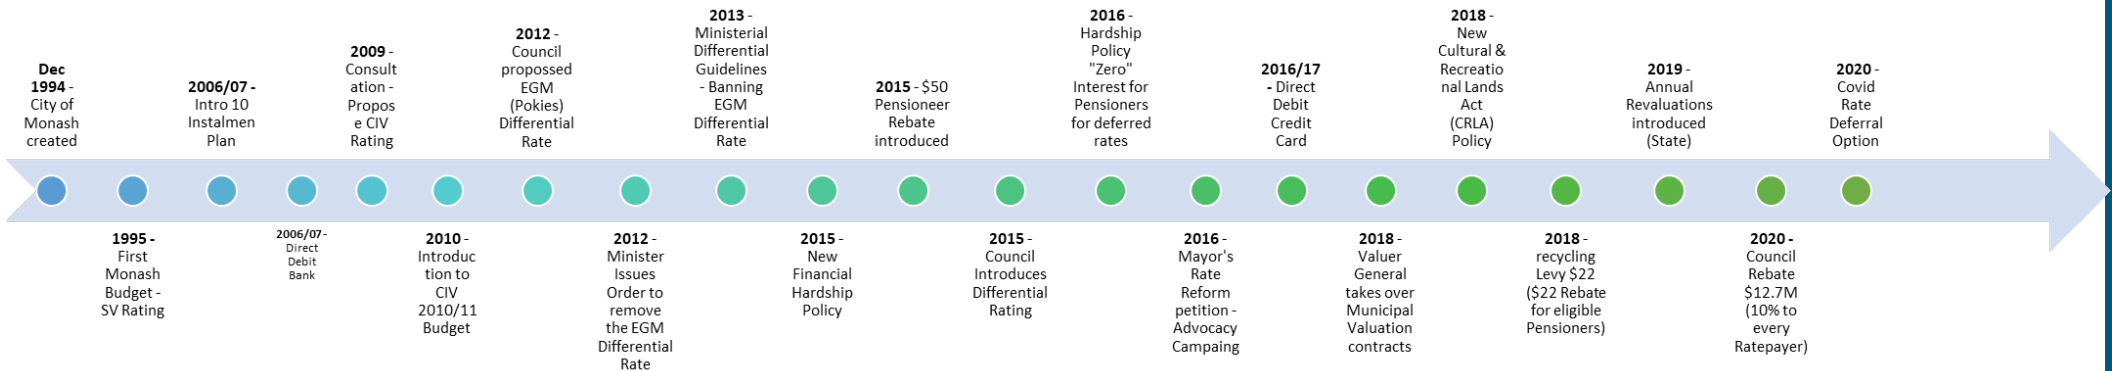 Dec
1994 -
City of
Monash
created
1995 -
First
Monash
Budget -
SV Rating
2006/07 -
Intro 10
Instalmen
Plan
2006/07-
Direct
Debit
Bank
2009 -
Consult
ation -
Propos
e CIV
Rating
2010 -
Introduc
tion to
CIV
2010/11
Budget
2012 -
Council
propossed
EGM
(Pokies)
Differential
Rate
2012 -
Minister
Issues
Order to
remove
the EGM
Differential
Rate
2013 -
Ministerial
Differential
Guidelines
- Banning
EGM
Differential
Rate
2015 -
New
Financial
Hardship
Policy
2015 - $50
Pensioneer
Rebate
introduced
2015 -
Council
Introduces
Differential
Rating
2016 -
Hardship
Policy
"Zero"
Interest for
Pensioners
for deferred
rates
2016 -
Mayor's
Rate
Reform
petition -
Advocacy
Campaing
2016/17
- Direct
Debit
Credit
Card
2018 -
Valuer
General
takes over
Municipal
Valuation
contracts
2018 -
New
Cultural &
Recreatio
nal Lands
Act
(CRLA)
Policy
2018 -
recycling
Levy $22
($22 Rebate
for eligible
Pensioners)
2019 -
Annual
Revaluations
introduced
(State)
2020 -
Council
Rebate
$12.7M
(10% to
every
Ratepayer)
2020 -
Covid
Rate
Deferral
Option